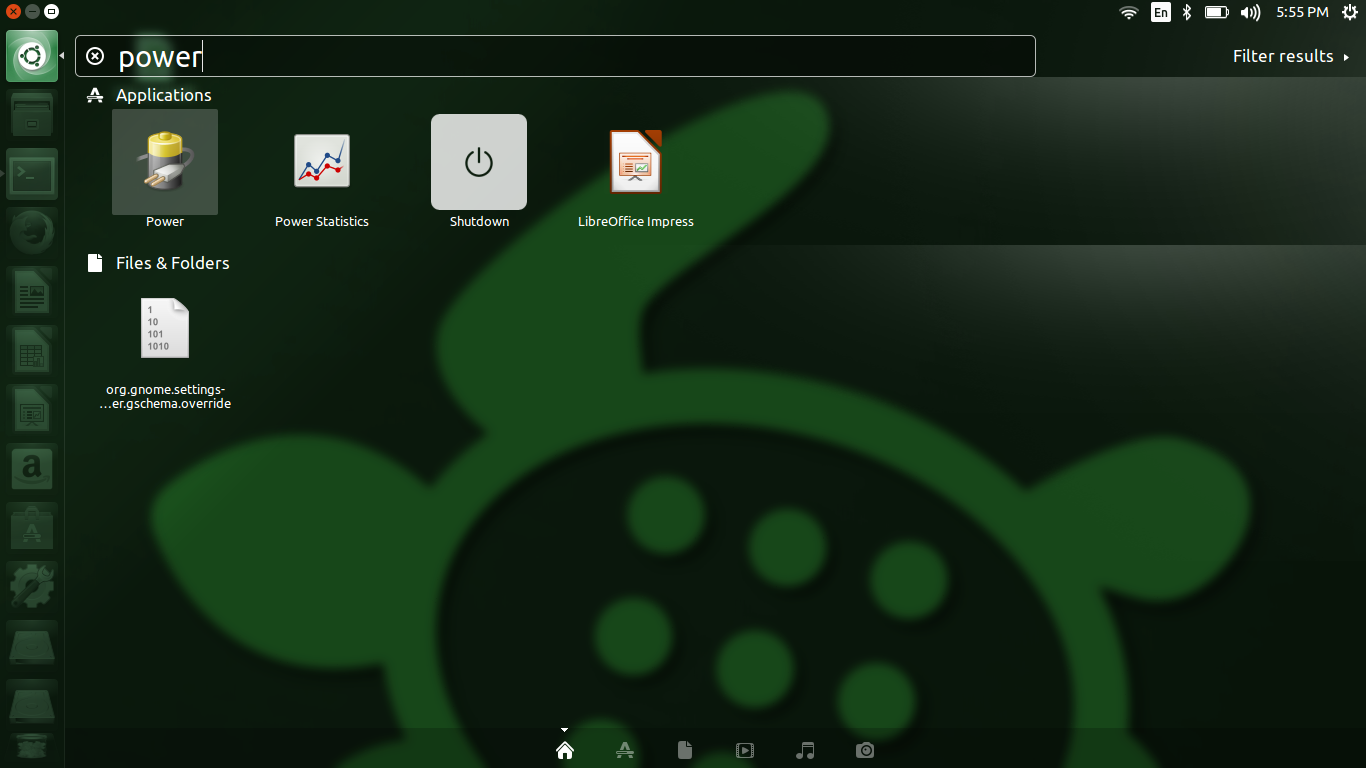 En
5:55 PM
power
Filter results
Applications
Power
Power Statistics
Shutdown
LibreOffice Impress
Files & Folders
1
10
101
1010
org.gnome.settings-
...er.gschema.override
a